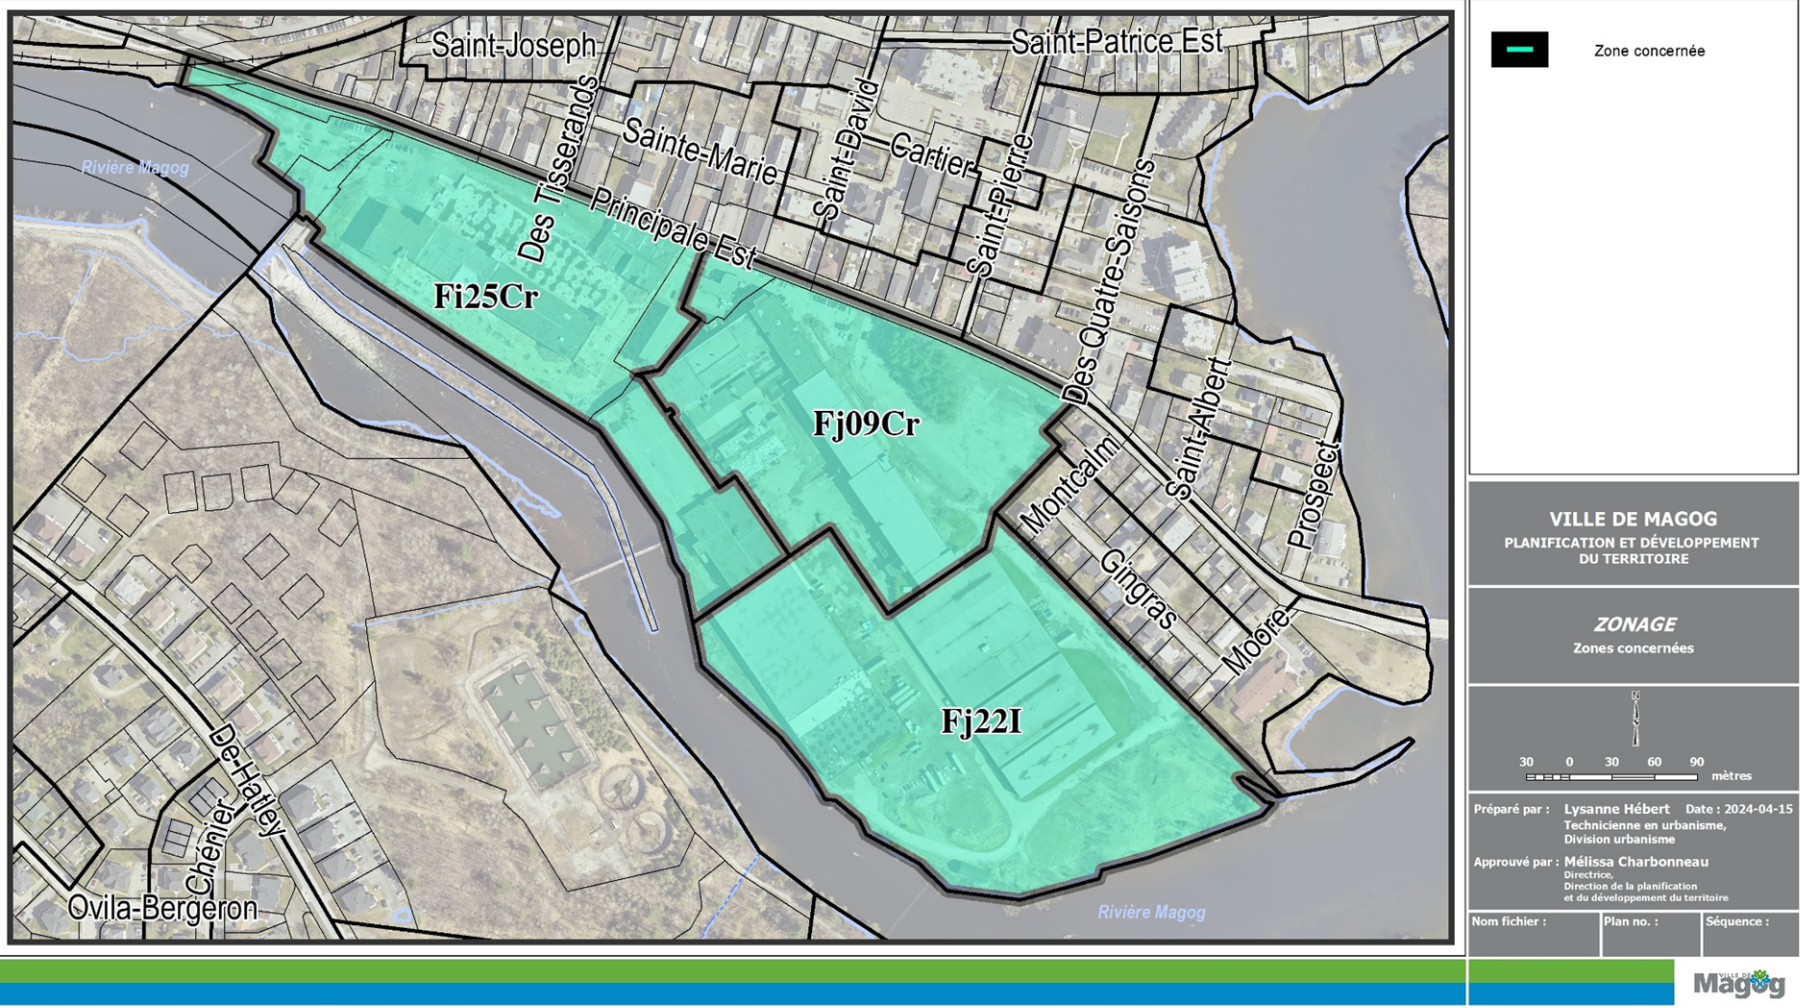 Saint-Joseph
Saint-Patrice Est
Rivière Magog
Des Tisserands
Sainte-Marie
Saint-David
Cartier
Saint-Pierre
Des Quatre-Saisons
Principale Est
Fi25Cr
Fj09Cr
Fj22I
Montcalm
Saint-Albert
Prospect
Gingras
Moore
De-Hatley
Chénier
Ovila-Bergeron
Rivière Magog
Zone concernée
VILLE DE MAGOG
PLANIFICATION ET DÉVELOPPEMENT
DU TERRITOIRE
ZONAGE
Zones concernées
N
30 0 30 60 90
mètres
Préparé par : Lysanne Hébert Date : 2024-04-15
Technicienne en urbanisme,
Division urbanisme
Approuvé par : Mélissa Charbonneau
Directrice,
Direction de la planification
et du développement du territoire
Nom fichier : Plan no. : Séquence :
VILLE DE
Magog